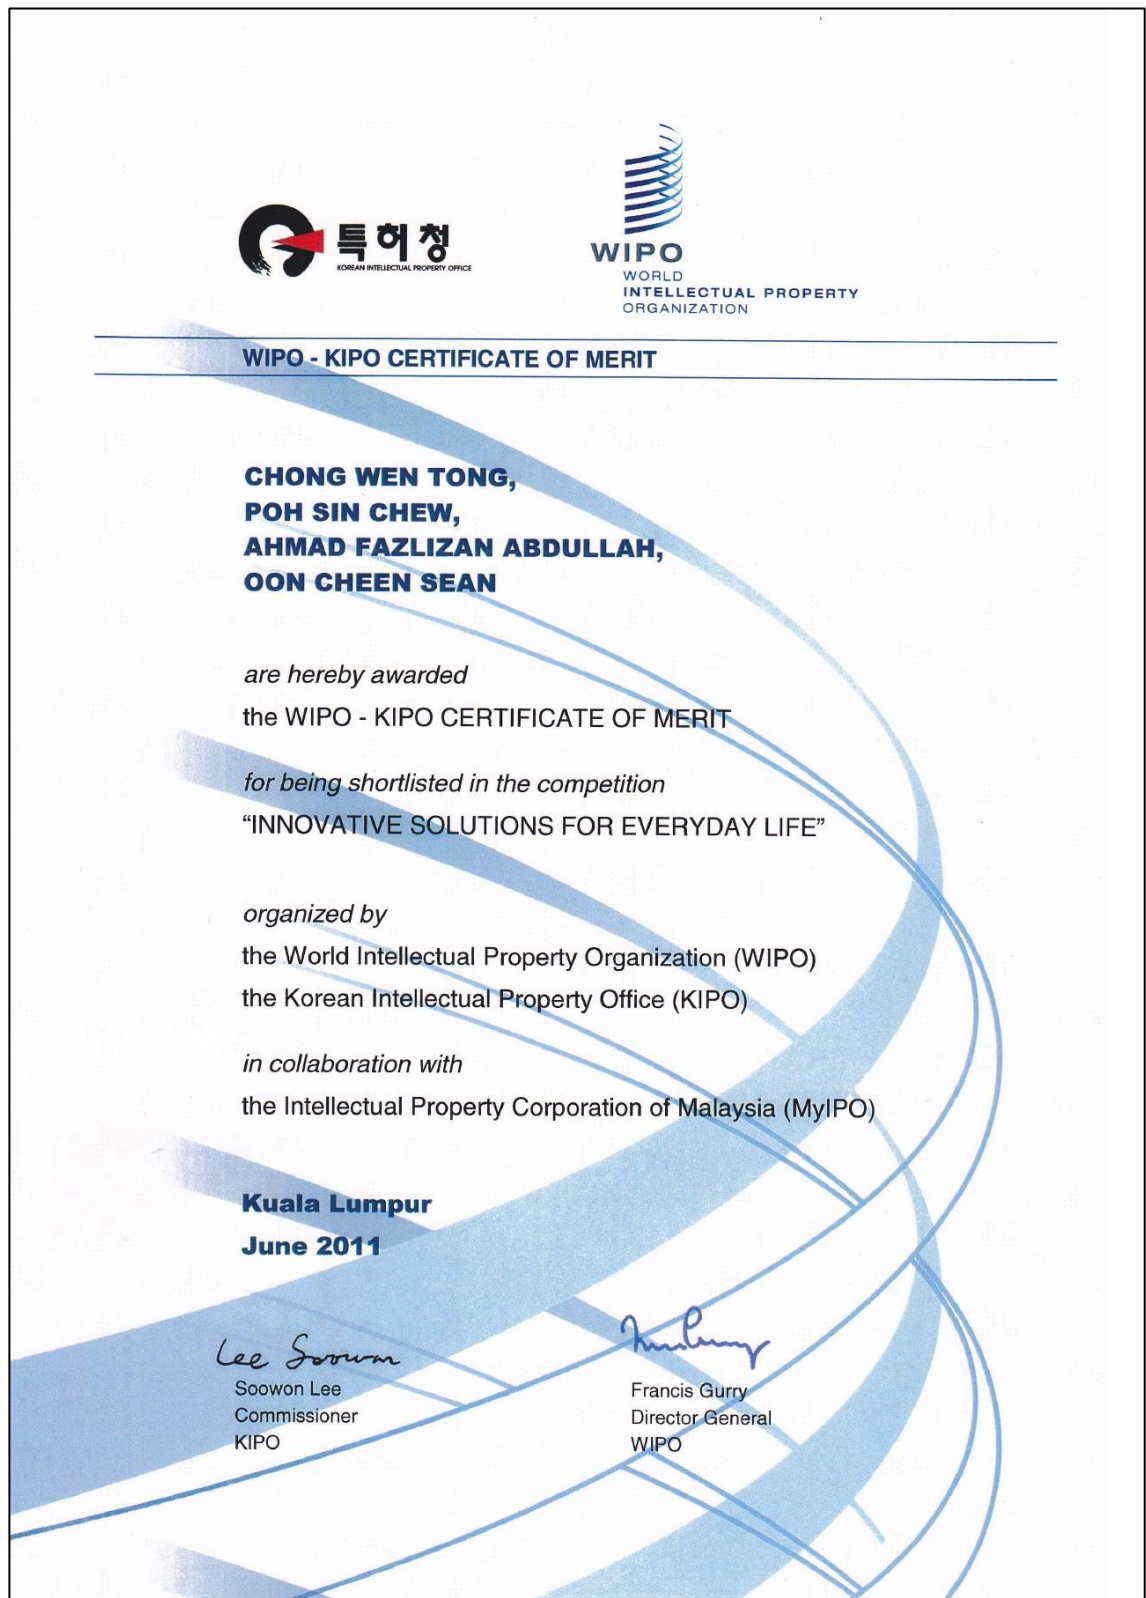 특허청
KOREAN INTELLECTUAL PROPERTY OFFICE
WIPO
WORLD
INTELLECTUAL PROPERTY
ORGANIZATION
WIPO - KIPO CERTIFICATE OF MERIT
CHONG WEN TONG,
POH SIN CHEW,
AHMAD FAZLIZAN ABDULLAH,
OON CHEEN SEAN
are hereby awarded
the WIPO - KIPO CERTIFICATE OF MERIT
for being shortlisted in the competition
“INNOVATIVE SOLUTIONS FOR EVERYDAY LIFE”
organized by
the World Intellectual Property Organization (WIPO)
the Korean Intellectual Property Office (KIPO)
in collaboration with
the Intellectual Property Corporation of Malaysia (MyIPO)
Kuala Lumpur
June 2011
Lee Soowon
Soowon Lee
Commissioner
KIPO
Francis Gurry
Director General
WIPO